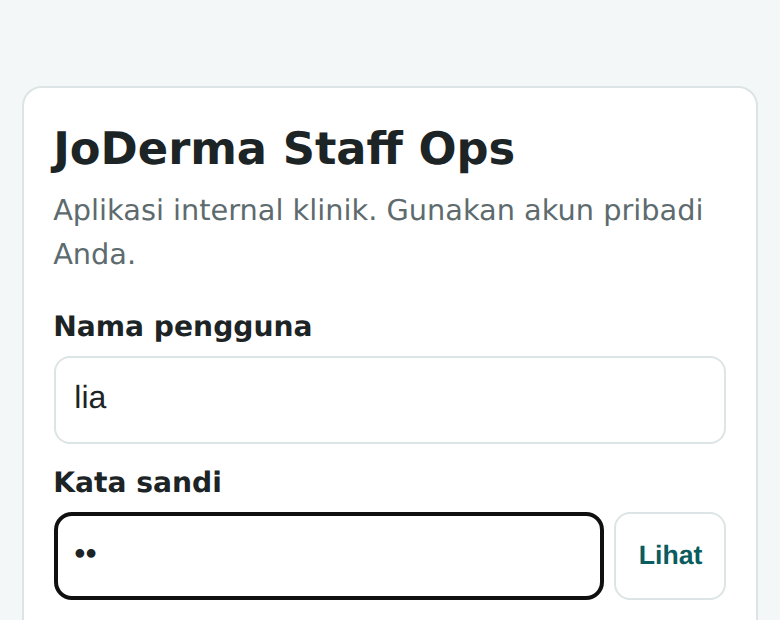 JoDerma Staff Ops
Aplikasi internal klinik. Gunakan akun pribadi
Anda.
Nama pengguna
lia
Kata sandi
••
Lihat